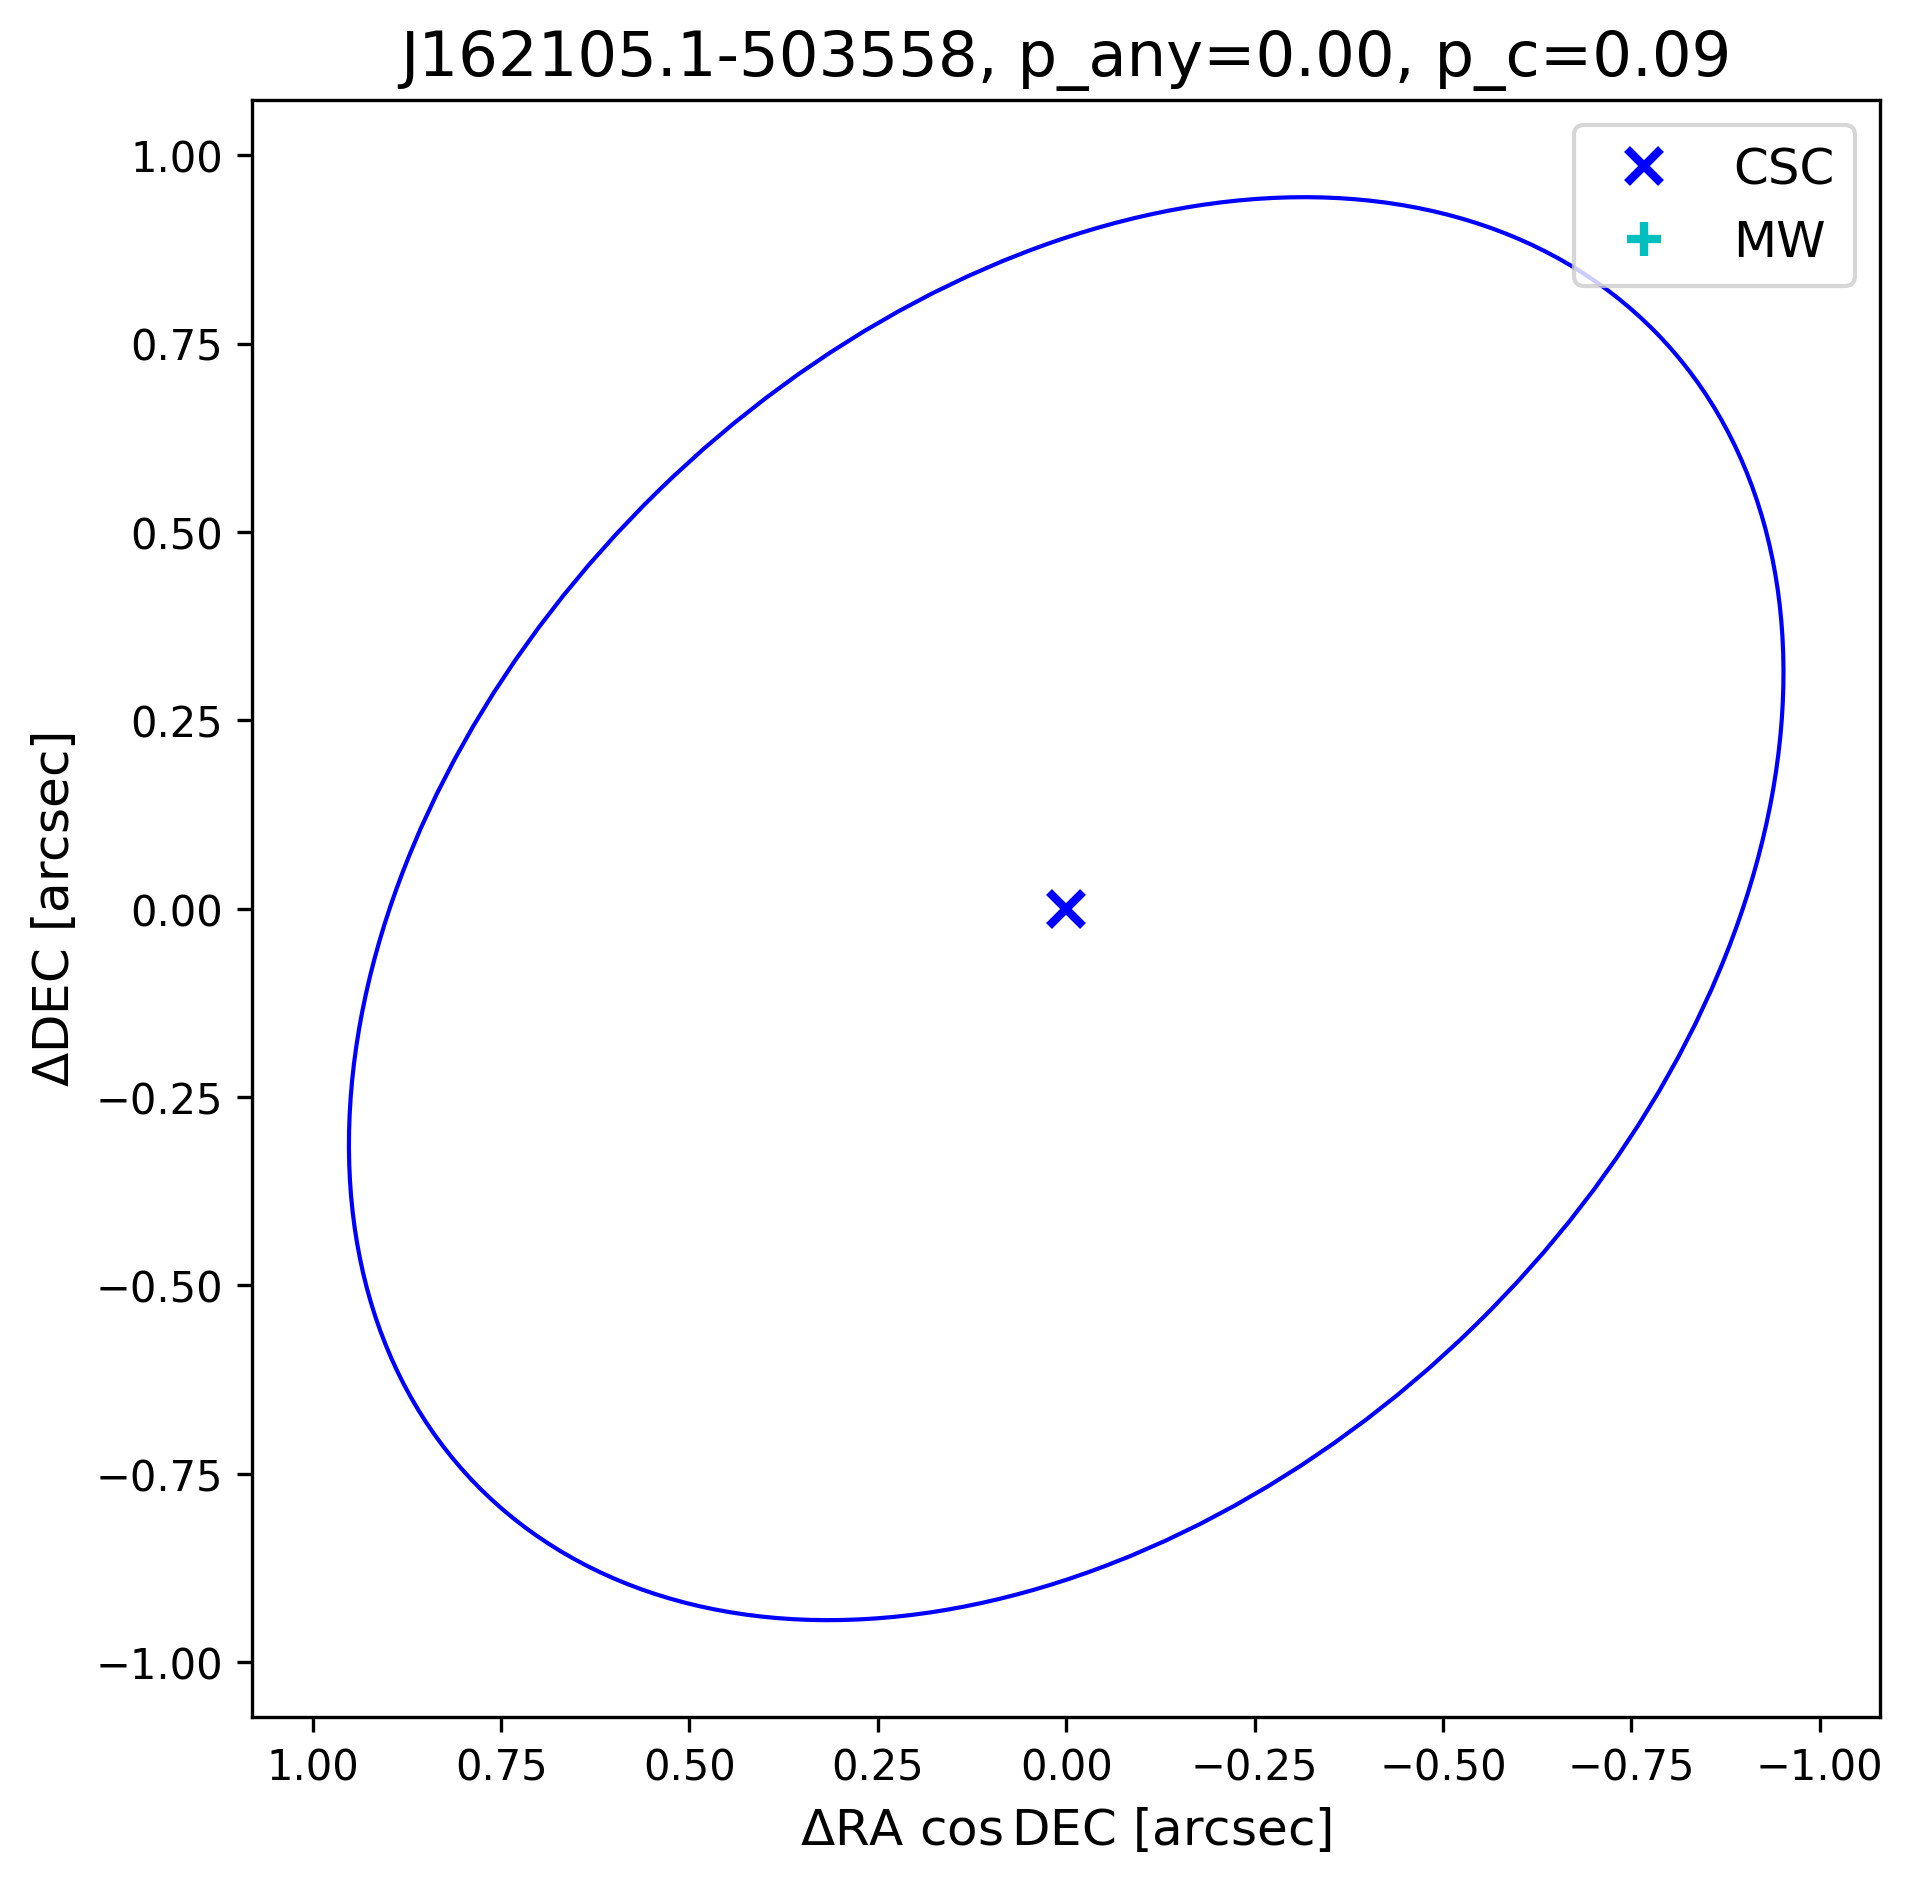 J162105.1-503558, p_any=0.00, p_c=0.09
CSC
MW
1.00
0.75
0.50
0.25
0.00
−0.25
−0.50
−0.75
−1.00
ΔDEC [arcsec]
1.00 0.75 0.50 0.25 0.00 −0.25 −0.50 −0.75 −1.00
ΔRA cos DEC [arcsec]